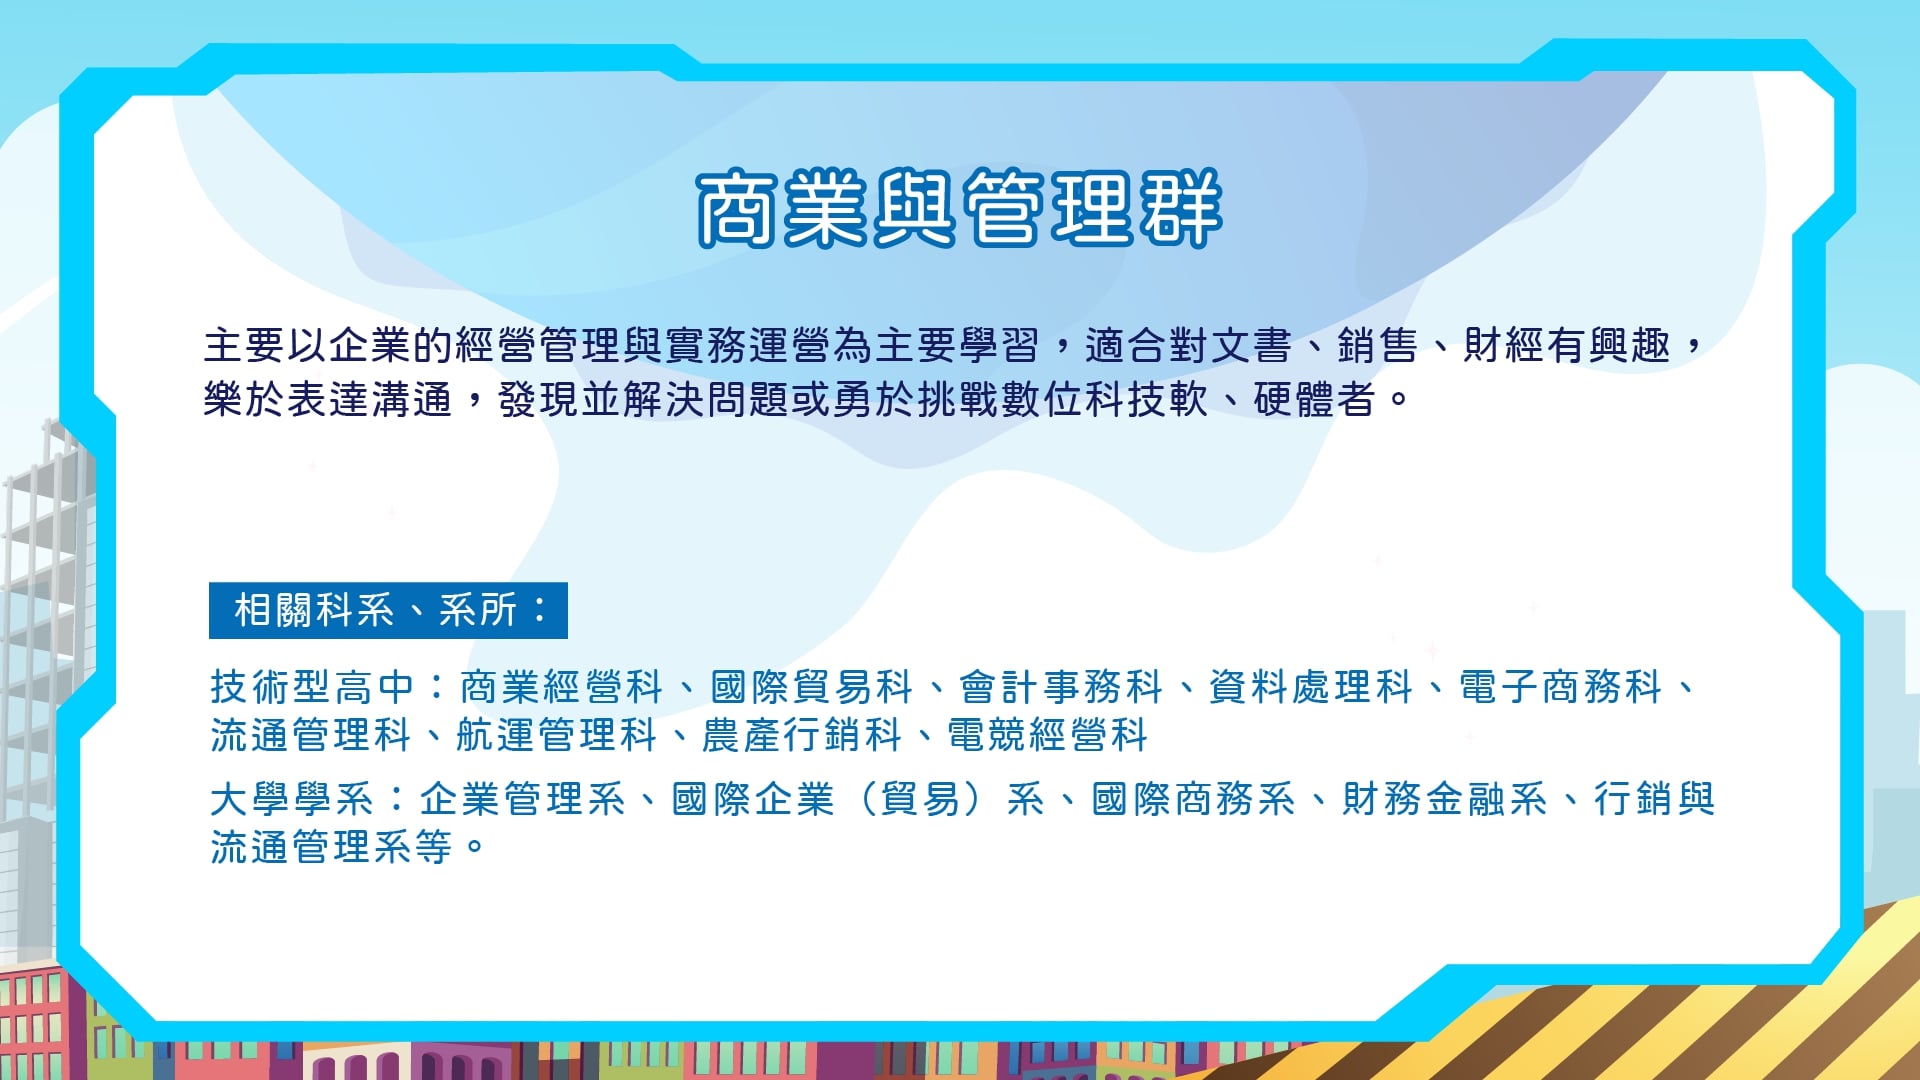 商業與管理群
主要以企業的經營管理與實務運營為主要學習，適合對文書、銷售、財經有興趣，
樂於表達溝通，發現並解決問題或勇於挑戰數位科技軟、硬體者。
相關科系、系所：
技術型高中：商業經營科、國際貿易科、會計事務科、資料處理科、電子商務科、
流通管理科、航運管理科、農產行銷科、電競經營科
大學學系：企業管理系、國際企業（貿易）系、國際商務系、財務金融系、行銷與
流通管理系等。